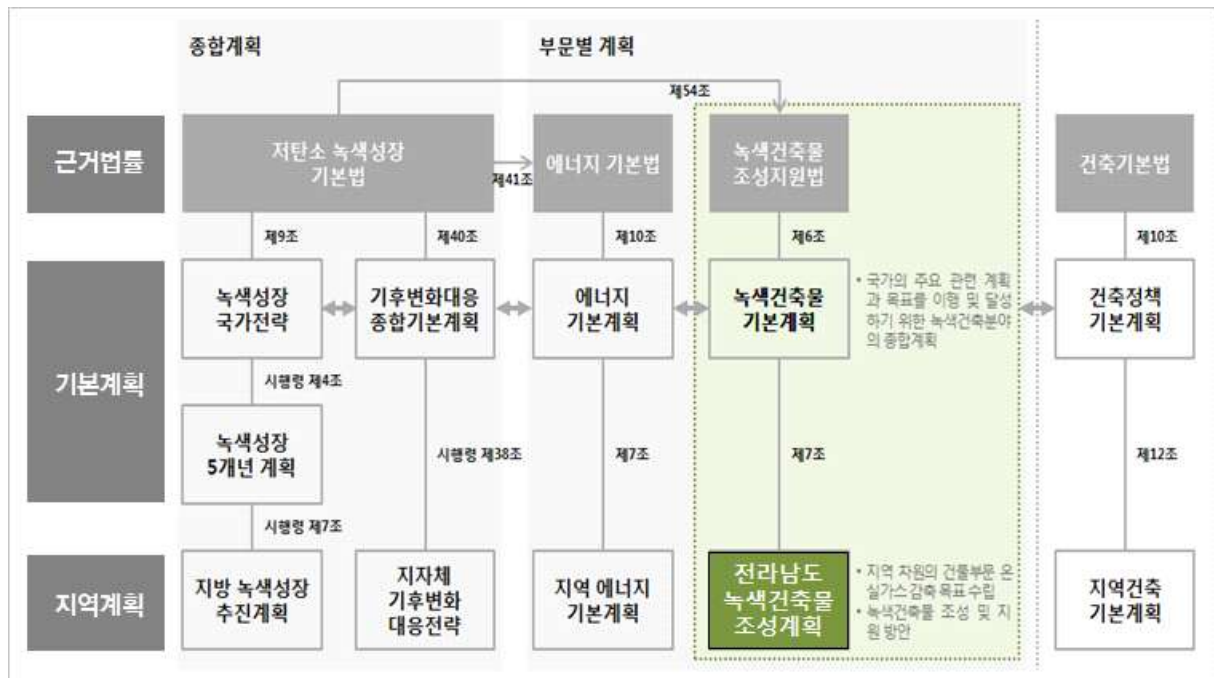 종합계획
부문별 계획
제54조
근거법률
저탄소 녹색성장
기본법
제41조
에너지 기본법
녹색건축물
조성지원법
건축기본법
제9조
제40조
제10조
제6조
제10조
기본계획
녹색성장
국가전략
기후변화대응
종합기본계획
에너지
기본계획
녹색건축물
기본계획
• 국가의 주요 관련 계획
과 목표를 이행 및 달성
하기 위한 녹색건축분야
의 종합계획
건축정책
기본계획
시행령 제4조
녹색성장
5개년 계획
시행령 제38조
제7조
제7조
제12조
시행령 제7조
지역계획
지방 녹색성장
추진계획
지자체
기후변화
대응전략
지역 에너지
기본계획
전라남도
녹색건축물
조성계획
• 지역 차원의 건물부문 온
실가스 감축 목표 수립
• 녹색건축물 조성 및 지
원 방안
지역건축
기본계획